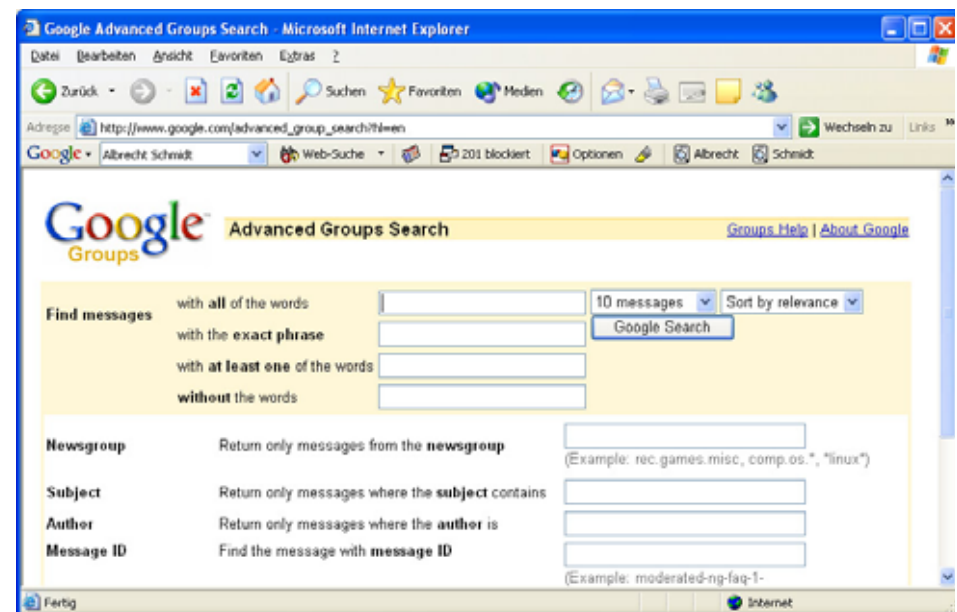 Google Advanced Groups Search - Microsoft Internet Explorer
Datei Bearbeiten Ansicht Favoriten Extras ?
Zurück Suchen Favoriten Medien
Adresse http://www.google.com/advanced_group_search?hl=en Wechseln zu Links »
Google Albrecht Schmidt Web-Suche 201 blockiert Optionen Albrecht Schmidt
Google™ Advanced Groups Search Groups Help | About Google
Groups
Find messages with all of the words 10 messages Sort by relevance
with the exact phrase Google Search
with at least one of the words
without the words
Newsgroup Return only messages from the newsgroup
(Example: rec.games.misc, comp.os.*, *linux*)
Subject Return only messages where the subject contains
Author Return only messages where the author is
Message ID Find the message with message ID
(Example: moderated-ng-faq-1-
Fertig Internet